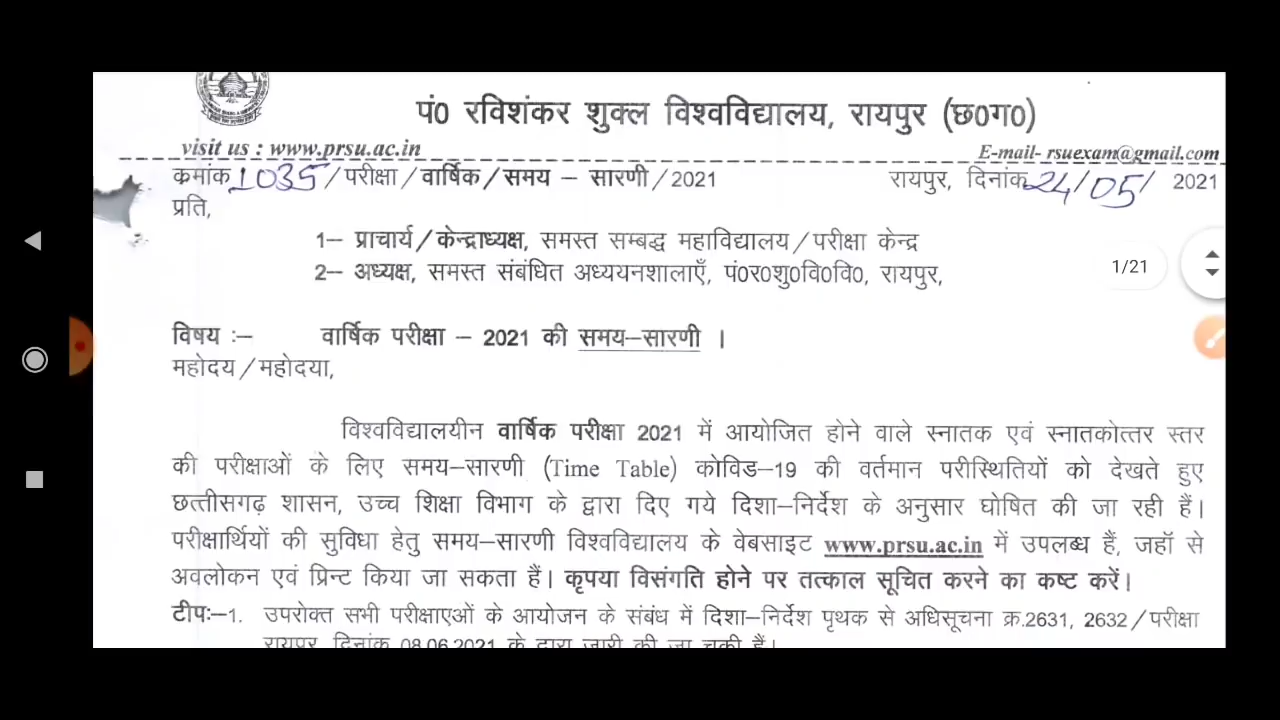 पं0 रविशंकर शुक्ल विश्वविद्यालय, रायपुर (छ0ग0)
visit us : www.prsu.ac.in E-mail- rsuexam@gmail.com
क्रमांक 1035/परीक्षा/वार्षिक/समय – सारणी/2021 रायपुर, दिनांक 24/05/ 2021
प्रति,
1– प्राचार्य/केन्द्राध्यक्ष, समस्त सम्बद्ध महाविद्यालय/परीक्षा केन्द्र
2– अध्यक्ष, समस्त संबंधित अध्ययनशालाएँ, पं0र0शु0वि0वि0, रायपुर,
1/21
विषय :– वार्षिक परीक्षा – 2021 की समय–सारणी ।
महोदय/महोदया,
विश्वविद्यालयीन वार्षिक परीक्षा 2021 में आयोजित होने वाले स्नातक एवं स्नातकोत्तर स्तर
की परीक्षाओं के लिए समय–सारणी (Time Table) कोविड–19 की वर्तमान परीस्थितियों को देखते हुए
छत्तीसगढ़ शासन, उच्च शिक्षा विभाग के द्वारा दिए गये दिशा–निर्देश के अनुसार घोषित की जा रही हैं।
परीक्षार्थियों की सुविधा हेतु समय–सारणी विश्वविद्यालय के वेबसाइट www.prsu.ac.in में उपलब्ध हैं, जहॉ से
अवलोकन एवं प्रिन्ट किया जा सकता हैं। कृपया विसंगति होने पर तत्काल सूचित करने का कष्ट करें।
टीपः–1. उपरोक्त सभी परीक्षाएओं के आयोजन के संबंध में दिशा–निर्देश पृथक से अधिसूचना क्र.2631, 2632/परीक्षा
रायपुर, दिनांक 08.06.2021 के द्वारा जारी की जा चुकी हैं।